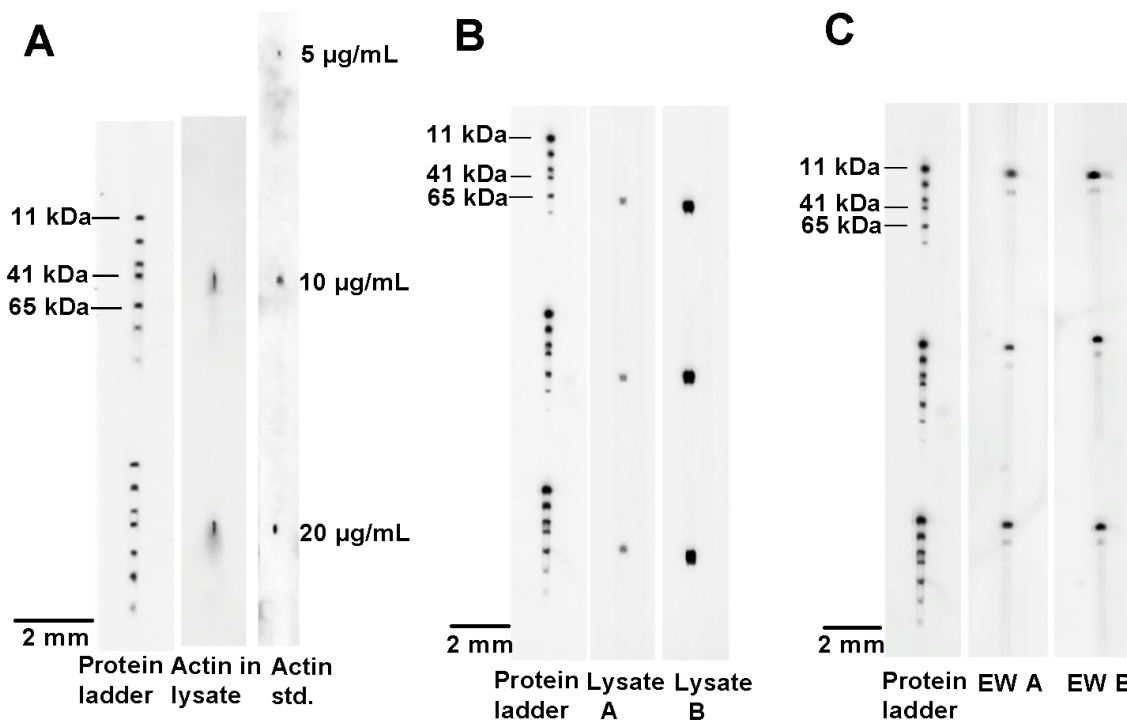 A
5 µg/mL
11 kDa
41 kDa
65 kDa
10 µg/mL
20 µg/mL
2 mm
Protein ladder
Actin in lysate
Actin std.
B
11 kDa
41 kDa
65 kDa
2 mm
Protein ladder
Lysate A
Lysate B
C
11 kDa
41 kDa
65 kDa
2 mm
Protein ladder
EW A
EW B